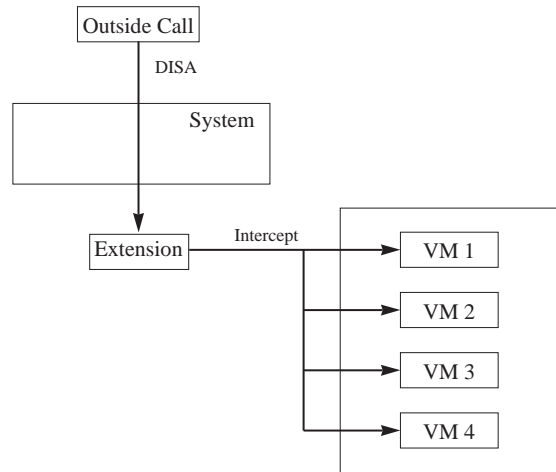 Outside Call
DISA
System
Extension
Intercept
VM 1
VM 2
VM 3
VM 4